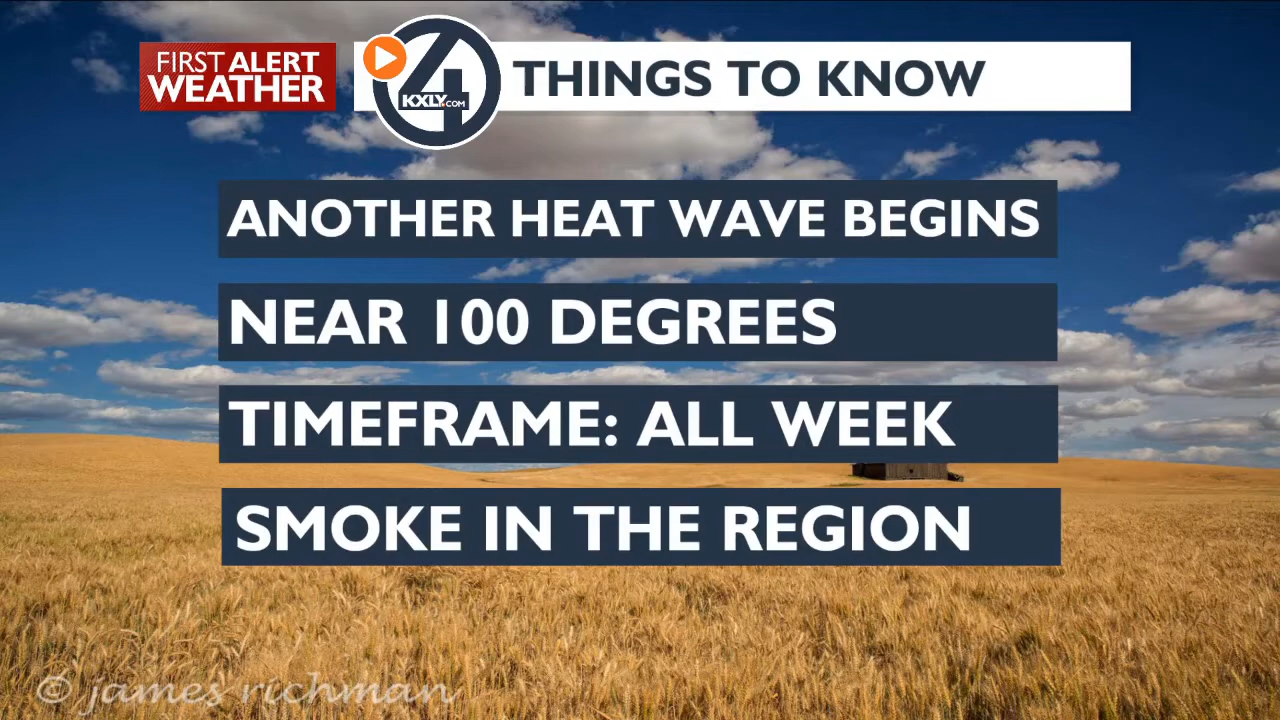 FIRST ALERT
WEATHER
4
KXLY.COM
THINGS TO KNOW
ANOTHER HEAT WAVE BEGINS
NEAR 100 DEGREES
TIMEFRAME: ALL WEEK
SMOKE IN THE REGION
© james richman